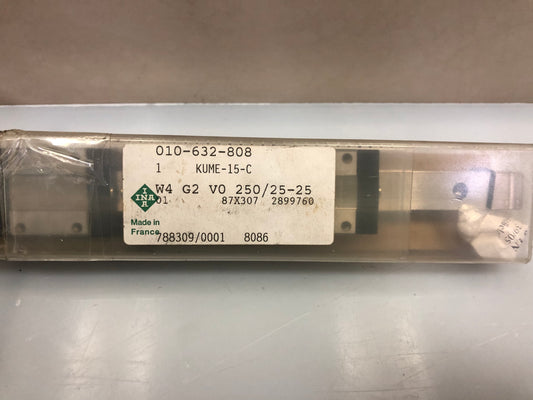 010-632-808
1 KUME-15-C
W4 G2 VO 250/25-25
01 87X307 2899760
INA
Made in
France
788309/0001 8086